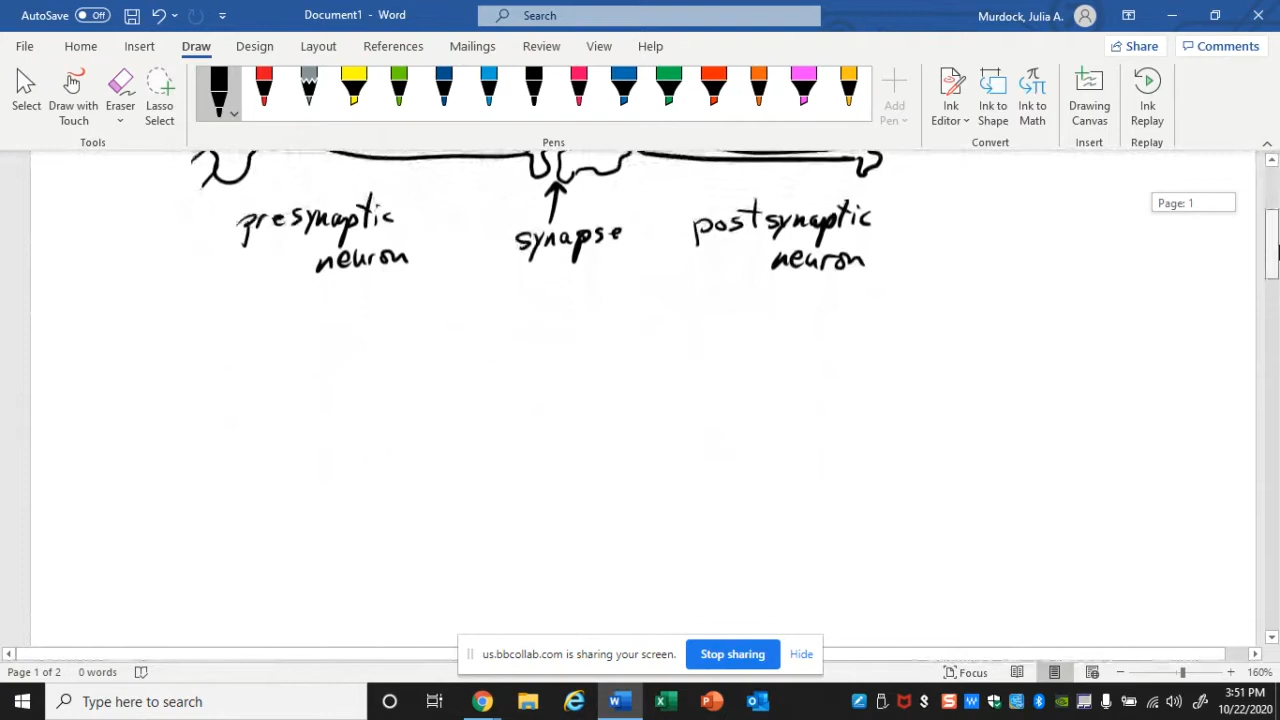 AutoSave Off Document1 - Word Search Murdock, Julia A.
File Home Insert Draw Design Layout References Mailings Review View Help Share Comments
Select Draw with Touch Eraser Lasso Select Add Pen Ink Editor Ink to Shape Ink to Math Drawing Canvas Ink Replay
Tools Pens Convert Insert Replay
Page: 1
presynaptic neuron
synapse
postsynaptic neuron
us.bbcollab.com is sharing your screen. Stop sharing Hide
Page 1 of 2 0 words Focus 160%
Type here to search 3:51 PM
10/22/2020